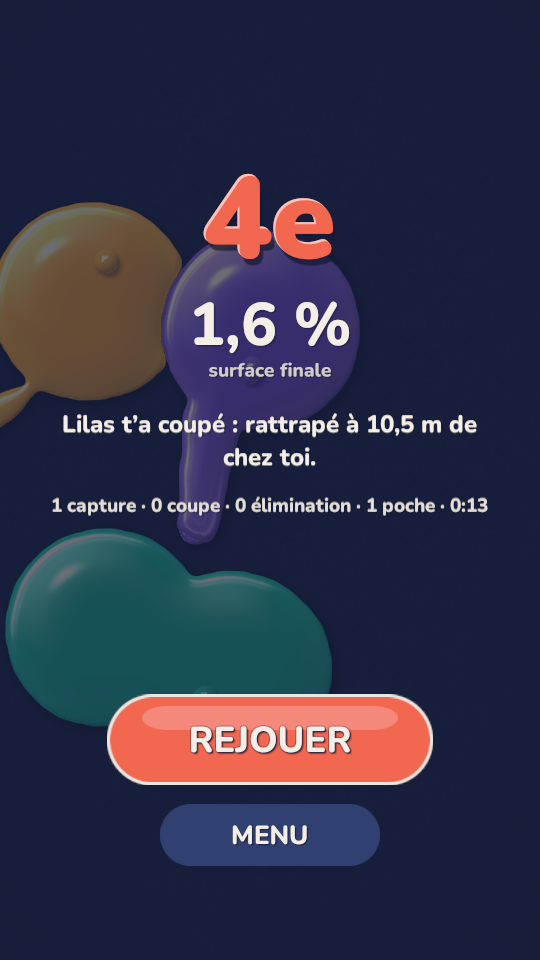 4e
1,6 %
surface finale
Lilas t’a coupé : rattrapé à 10,5 m de
chez toi.
1 capture · 0 coupe · 0 élimination · 1 poche · 0:13
REJOUER
MENU